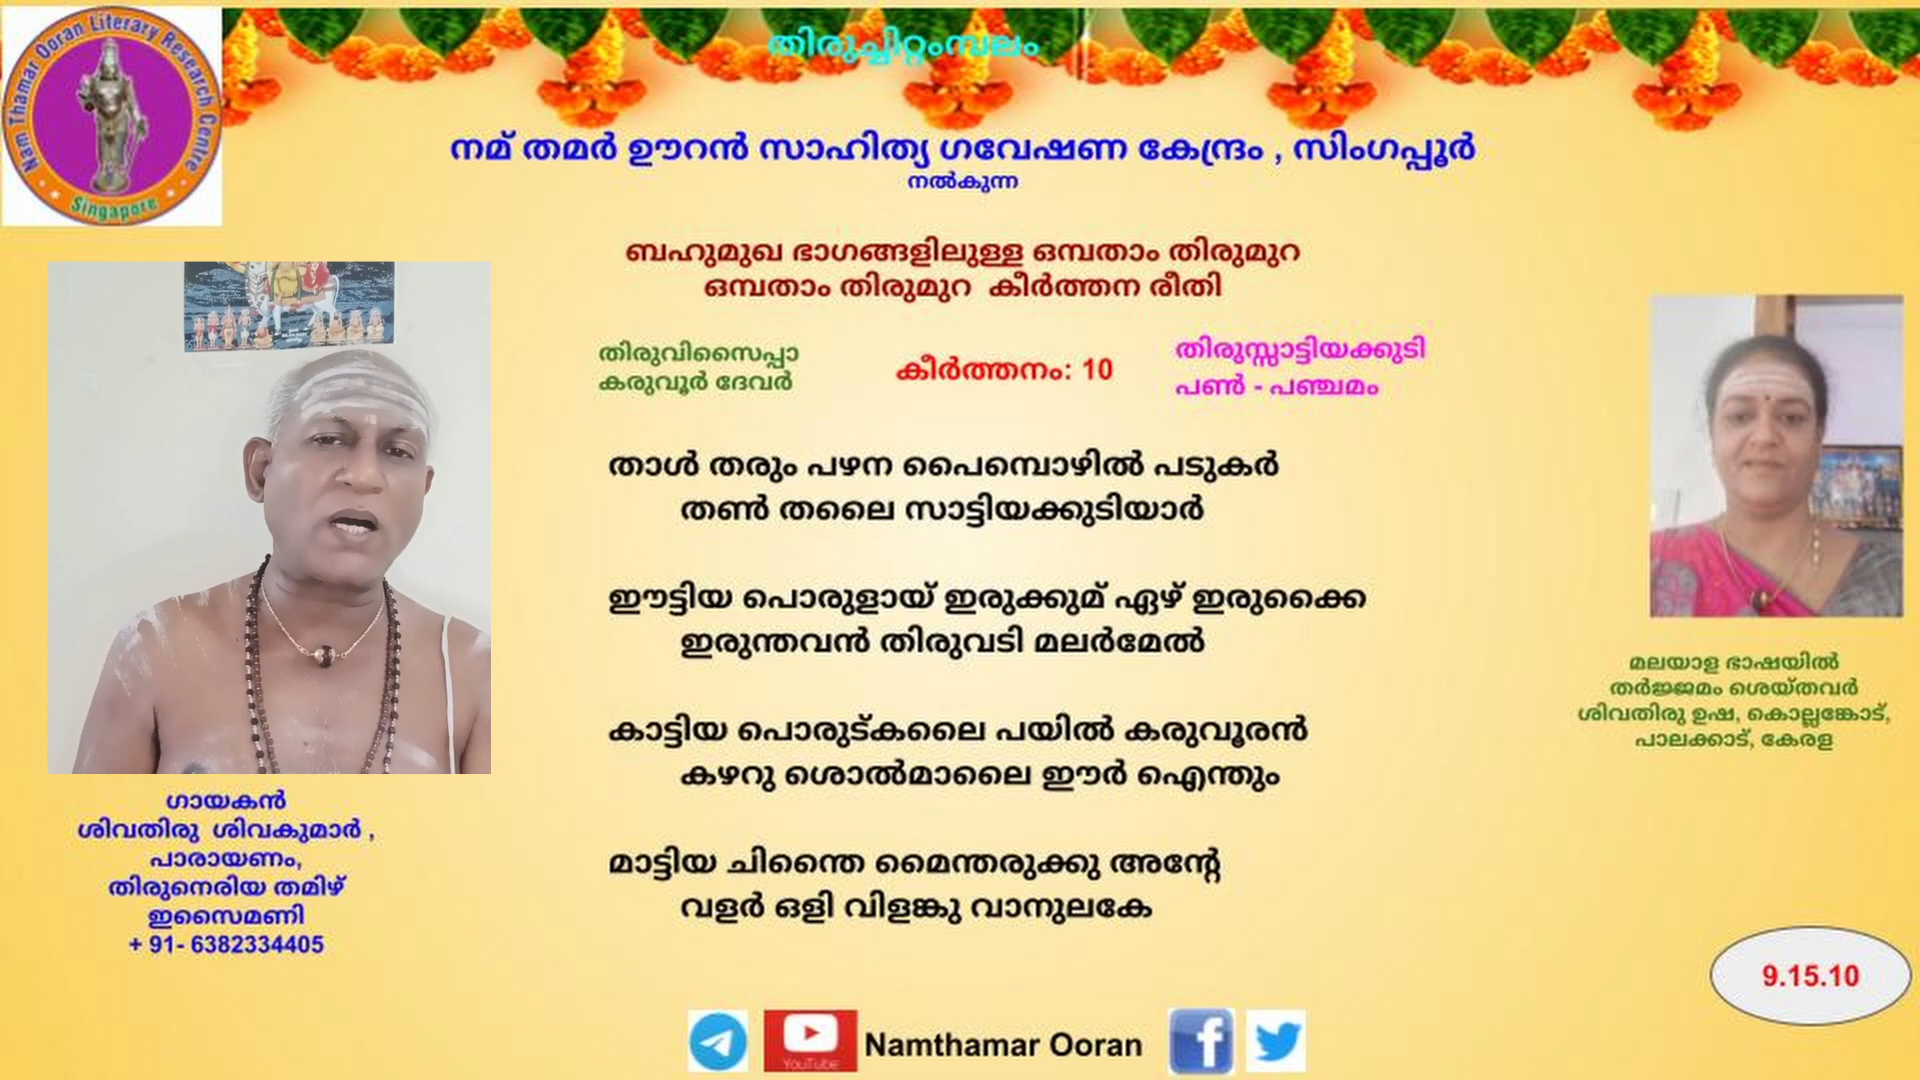 Nam Thamar Ooran Literary Research Centre
Singapore
തിരുച്ചിറ്റംമ്പലം
നമ് തമർ ഊറൻ സാഹിത്യ ഗവേഷണ കേന്ദ്രം , സിംഗപ്പൂർ
നൽകുന്ന
ബഹുമുഖ ഭാഗങ്ങളിലുള്ള ഒമ്പതാം തിരുമുറ
ഒമ്പതാം തിരുമുറ കീർത്തന രീതി
തിരുവിസൈപ്പാ
കരുവൂർ ദേവർ
കീർത്തനം: 10
തിരുസ്സാട്ടിയക്കുടി
പൺ - പഞ്ചമം
താൾ തരും പഴന പൈമ്പൊഴിൽ പടുകർ
തൺ തലൈ സാട്ടിയക്കുടിയാർ
ഈട്ടിയ പൊരുളായ് ഇരുക്കുമ് ഏഴ് ഇരുക്കൈ
ഇരുന്തവൻ തിരുവടി മലർമേൽ
കാട്ടിയ പൊരുട്കലൈ പയിൽ കരുവൂരൻ
കഴറു ശൊൽമാലൈ ഈർ ഐന്തും
മാട്ടിയ ചിന്തൈ മൈന്തരുക്കു അന്റേ
വളർ ഒളി വിളങ്കു വാനുലകേ
ഗായകൻ
ശിവതിരു ശിവകുമാർ ,
പാരായണം,
തിരുനെരിയ തമിഴ്
ഇസൈമണി
+ 91- 6382334405
മലയാള ഭാഷയിൽ
തർജ്ജമം ശെയ്തവർ
ശിവതിരു ഉഷ, കൊല്ലങ്കോട്,
പാലക്കാട്, കേരള
9.15.10
YouTube
Namthamar Ooran